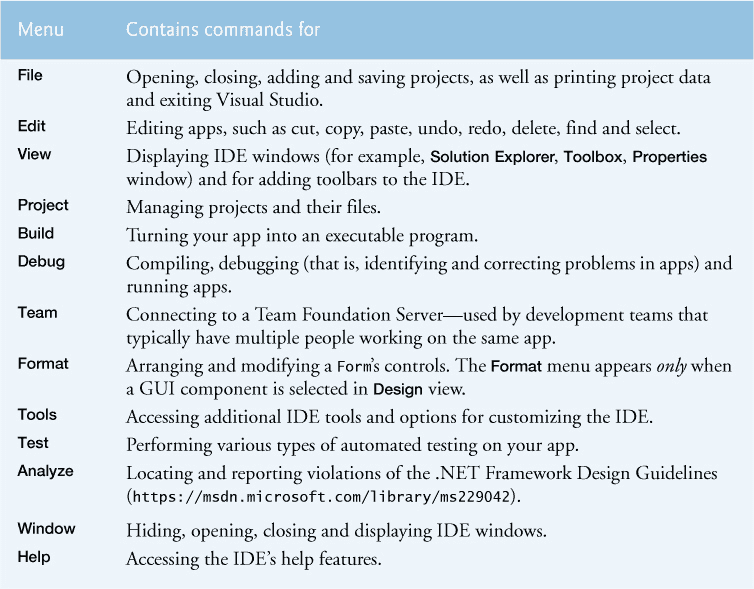 Menu Contains commands for
File Opening, closing, adding and saving projects, as well as printing project data
and exiting Visual Studio.
Edit Editing apps, such as cut, copy, paste, undo, redo, delete, find and select.
View Displaying IDE windows (for example, Solution Explorer, Toolbox, Properties
window) and for adding toolbars to the IDE.
Project Managing projects and their files.
Build Turning your app into an executable program.
Debug Compiling, debugging (that is, identifying and correcting problems in apps) and
running apps.
Team Connecting to a Team Foundation Server—used by development teams that
typically have multiple people working on the same app.
Format Arranging and modifying a Form's controls. The Format menu appears only when
a GUI component is selected in Design view.
Tools Accessing additional IDE tools and options for customizing the IDE.
Test Performing various types of automated testing on your app.
Analyze Locating and reporting violations of the .NET Framework Design Guidelines
(https://msdn.microsoft.com/library/ms229042).
Window Hiding, opening, closing and displaying IDE windows.
Help Accessing the IDE's help features.